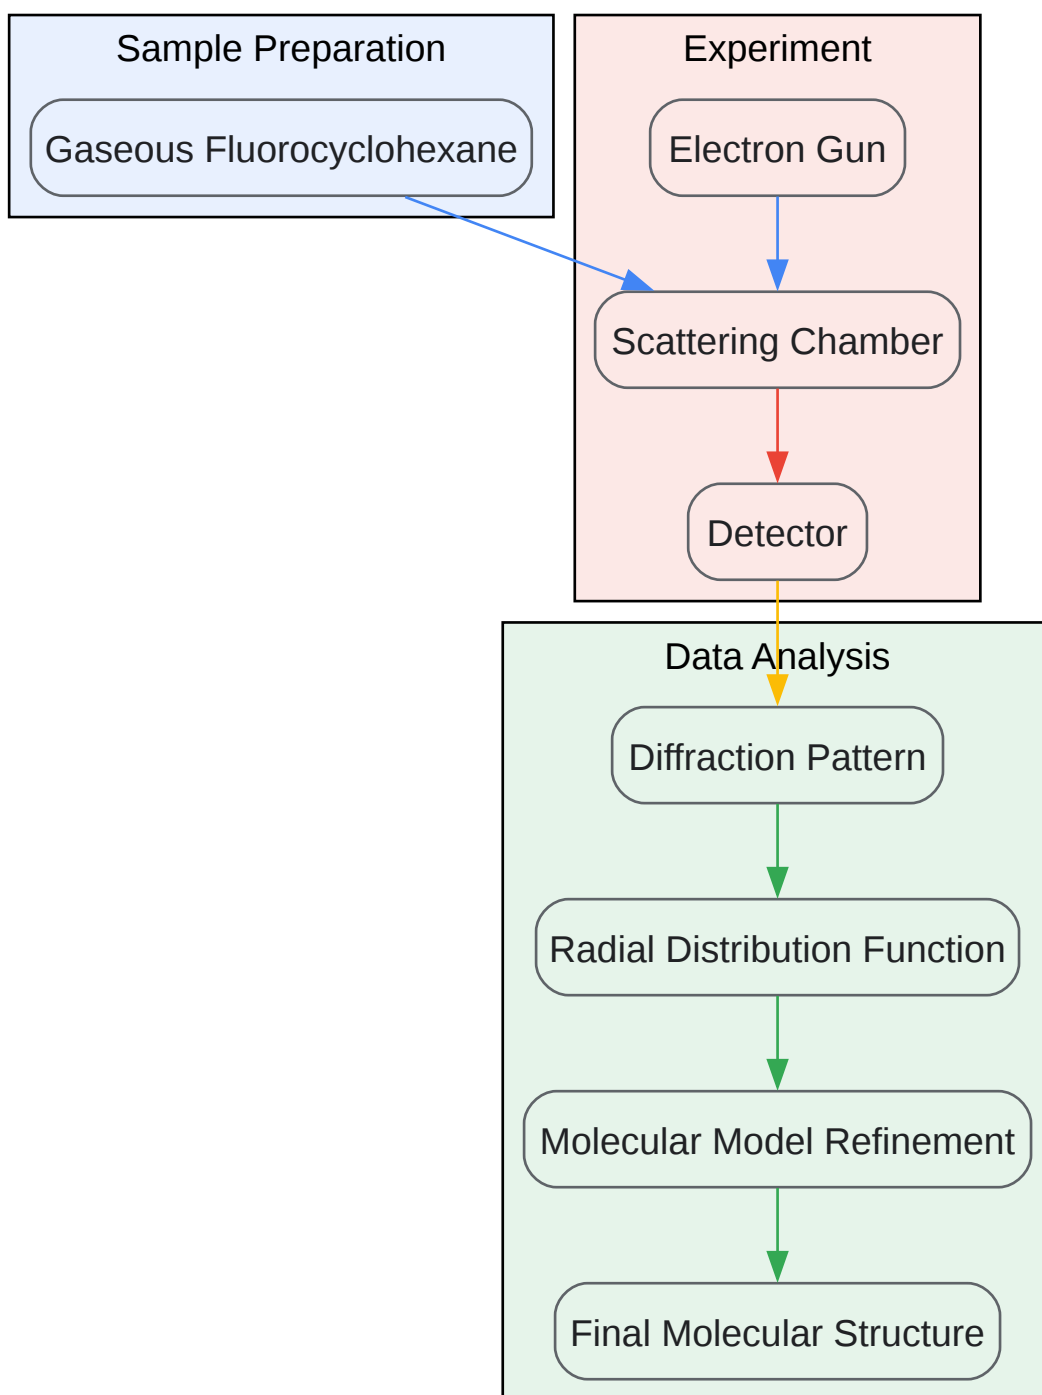 Sample Preparation
Gaseous Fluorocyclohexane
Experiment
Electron Gun
Scattering Chamber
Detector
Data Analysis
Diffraction Pattern
Radial Distribution Function
Molecular Model Refinement
Final Molecular Structure